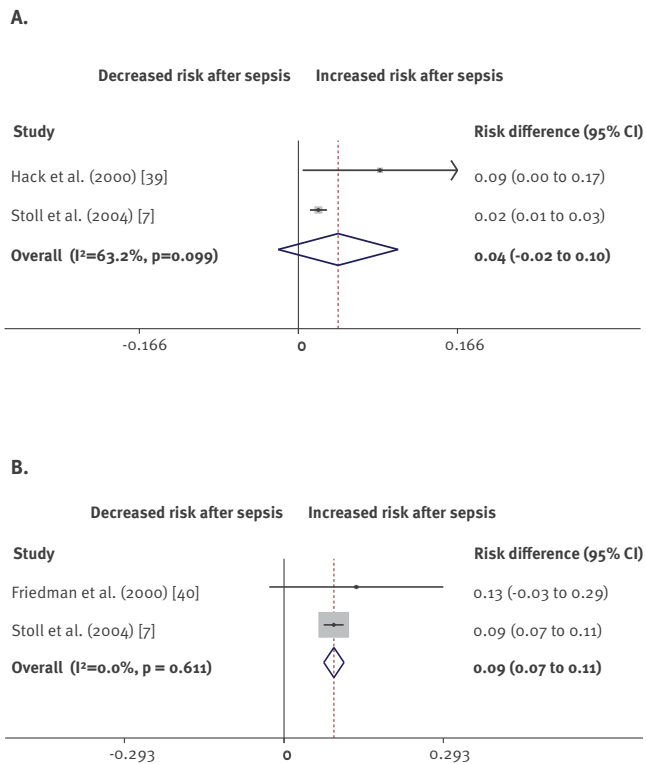 A.
Decreased risk after sepsis Increased risk after sepsis
Study Risk difference (95% CI)
Hack et al. (2000) [39] 0.09 (0.00 to 0.17)
Stoll et al. (2004) [7] 0.02 (0.01 to 0.03)
Overall (I²=63.2%, p=0.099) 0.04 (-0.02 to 0.10)
-0.166 0 0.166
B.
Decreased risk after sepsis Increased risk after sepsis
Study Risk difference (95% CI)
Friedman et al. (2000) [40] 0.13 (-0.03 to 0.29)
Stoll et al. (2004) [7] 0.09 (0.07 to 0.11)
Overall (I²=0.0%, p = 0.611) 0.09 (0.07 to 0.11)
-0.293 0 0.293